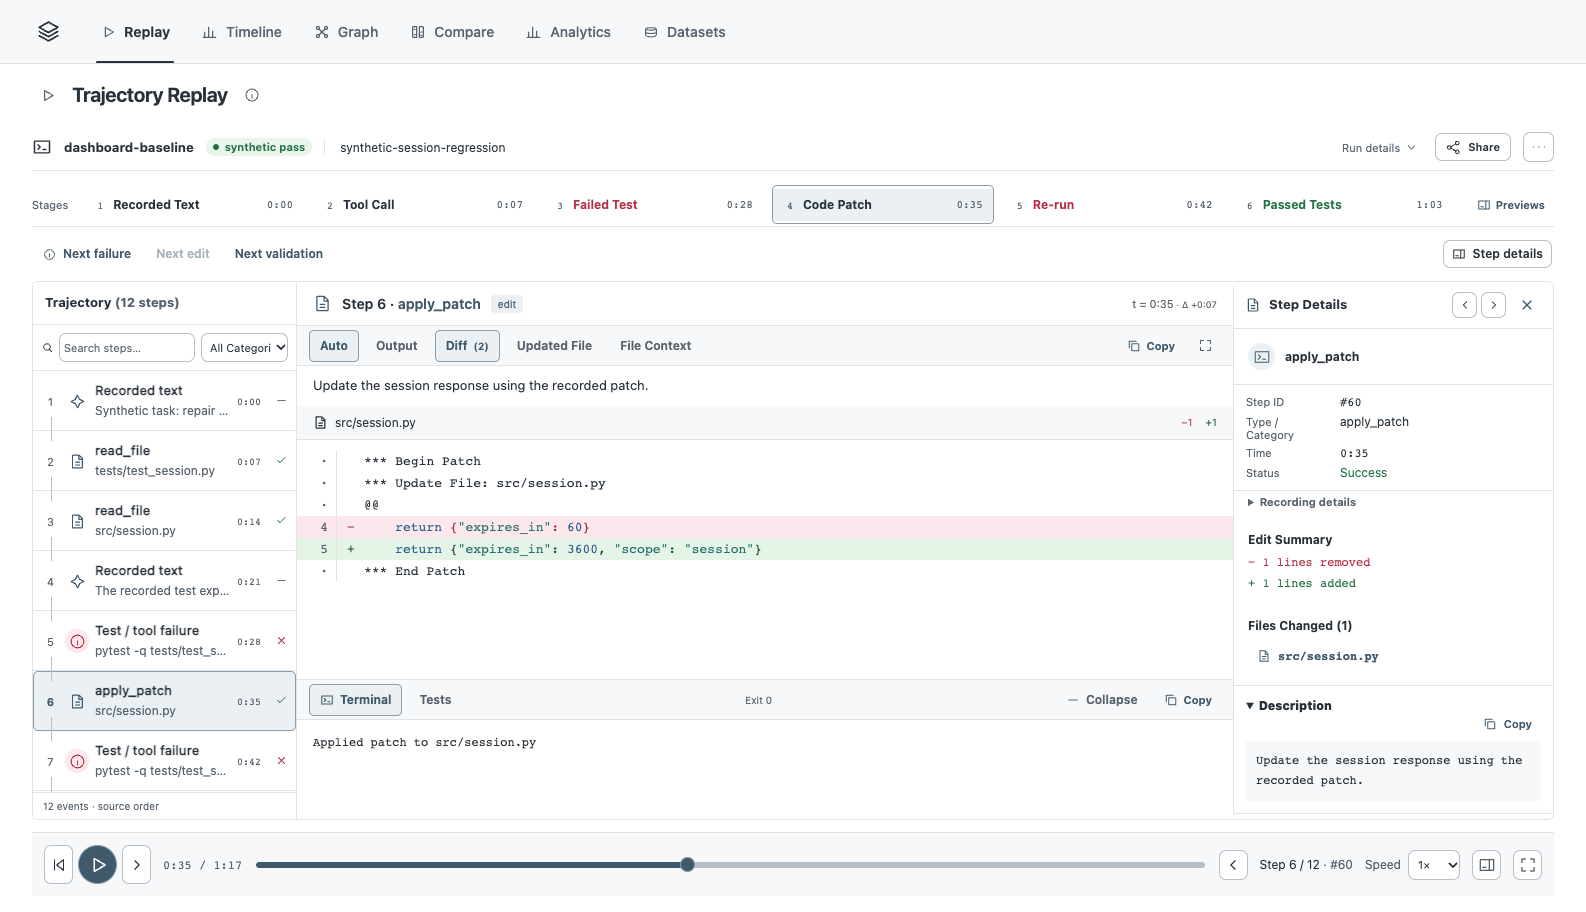 Replay
Timeline
Graph
Compare
Analytics
Datasets
Trajectory Replay
dashboard-baseline
synthetic pass
synthetic-session-regression
Run details
Share
Stages
1 Recorded Text 0:00
2 Tool Call 0:07
3 Failed Test 0:28
4 Code Patch 0:35
5 Re-run 0:42
6 Passed Tests 1:03
Previews
Next failure
Next edit
Next validation
Step details
Trajectory (12 steps)
Search steps...
All Categori
1 Recorded text 0:00 —
Synthetic task: repair ...
2 read_file 0:07 ✓
tests/test_session.py
3 read_file 0:14 ✓
src/session.py
4 Recorded text 0:21 —
The recorded test exp...
5 Test / tool failure 0:28 ×
pytest -q tests/test_s...
6 apply_patch 0:35 ✓
src/session.py
7 Test / tool failure 0:42 ×
pytest -q tests/test_s...
12 events · source order
Step 6 · apply_patch edit
t = 0:35 · Δ +0:07
Auto
Output
Diff (2)
Updated File
File Context
Copy
Update the session response using the recorded patch.
src/session.py −1 +1
· *** Begin Patch
· *** Update File: src/session.py
· @@
4 − return {"expires_in": 60}
5 + return {"expires_in": 3600, "scope": "session"}
· *** End Patch
Terminal
Tests
Exit 0
— Collapse
Copy
Applied patch to src/session.py
Step Details
apply_patch
Step ID #60
Type / Category apply_patch
Time 0:35
Status Success
Recording details
Edit Summary
− 1 lines removed
+ 1 lines added
Files Changed (1)
src/session.py
Description
Copy
Update the session response using the
recorded patch.
0:35 / 1:17
Step 6 / 12 · #60
Speed
1×